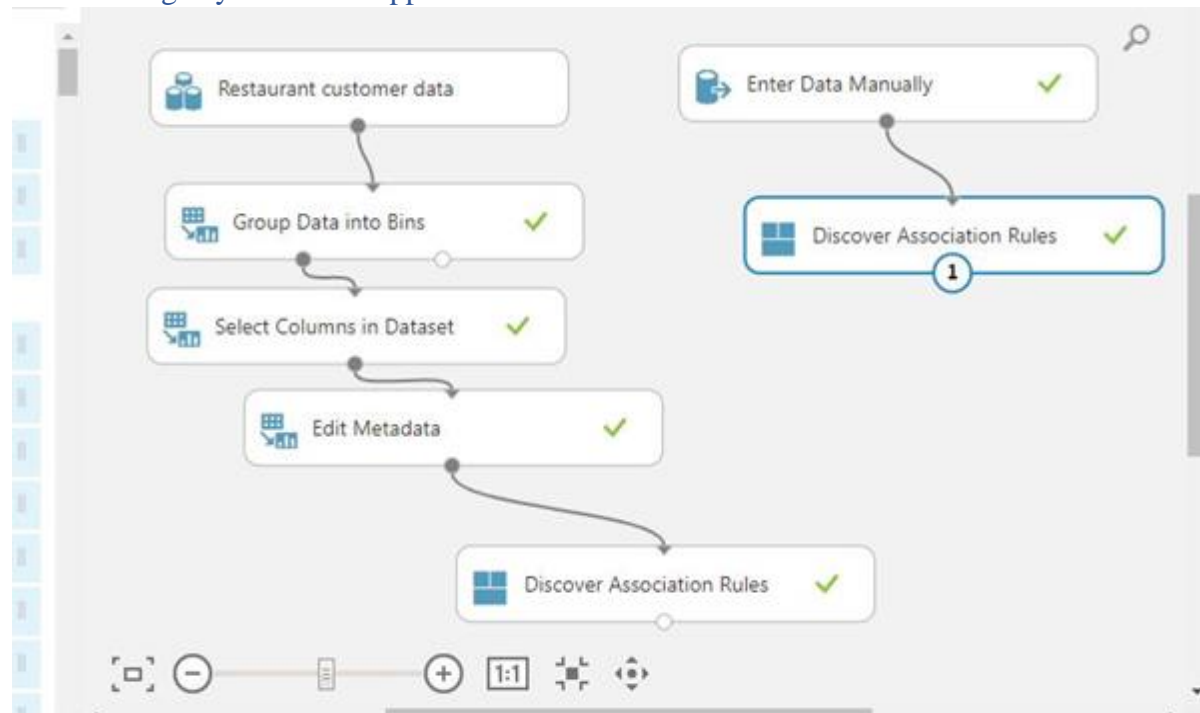 Restaurant customer data
Enter Data Manually
Group Data into Bins
Discover Association Rules
1
Select Columns in Dataset
Edit Metadata
Discover Association Rules
1:1